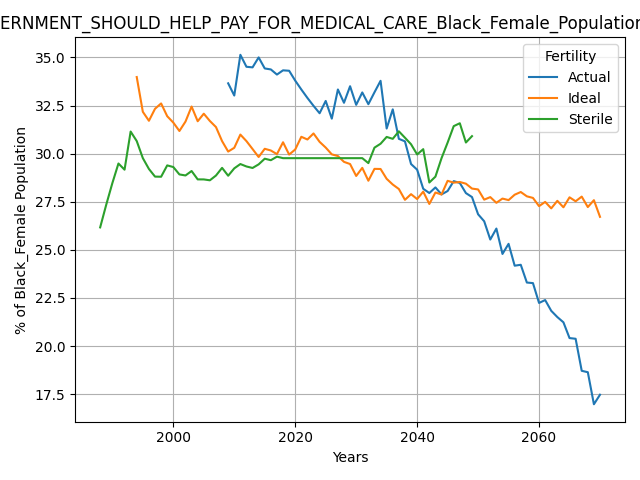 ERNMENT_SHOULD_HELP_PAY_FOR_MEDICAL_CARE_Black_Female_Population
Fertility
Actual
Ideal
Sterile
% of Black_Female Population
35.0
32.5
30.0
27.5
25.0
22.5
20.0
17.5
2000 2020 2040 2060
Years